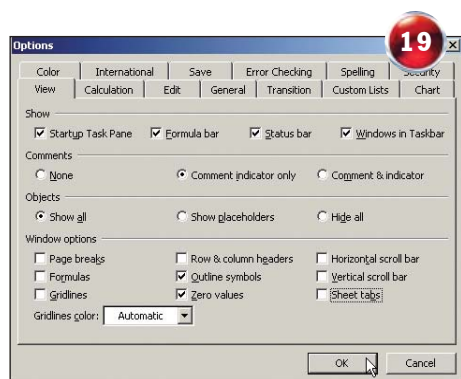 Options
19
Color International Save Error Checking Spelling Security
View Calculation Edit General Transition Custom Lists Chart
Show
Startup Task Pane Formula bar Status bar Windows in Taskbar
Comments
None Comment indicator only Comment & indicator
Objects
Show all Show placeholders Hide all
Window options
Page breaks Row & column headers Horizontal scroll bar
Formulas Outline symbols Vertical scroll bar
Gridlines Zero values Sheet tabs
Gridlines color: Automatic
OK Cancel